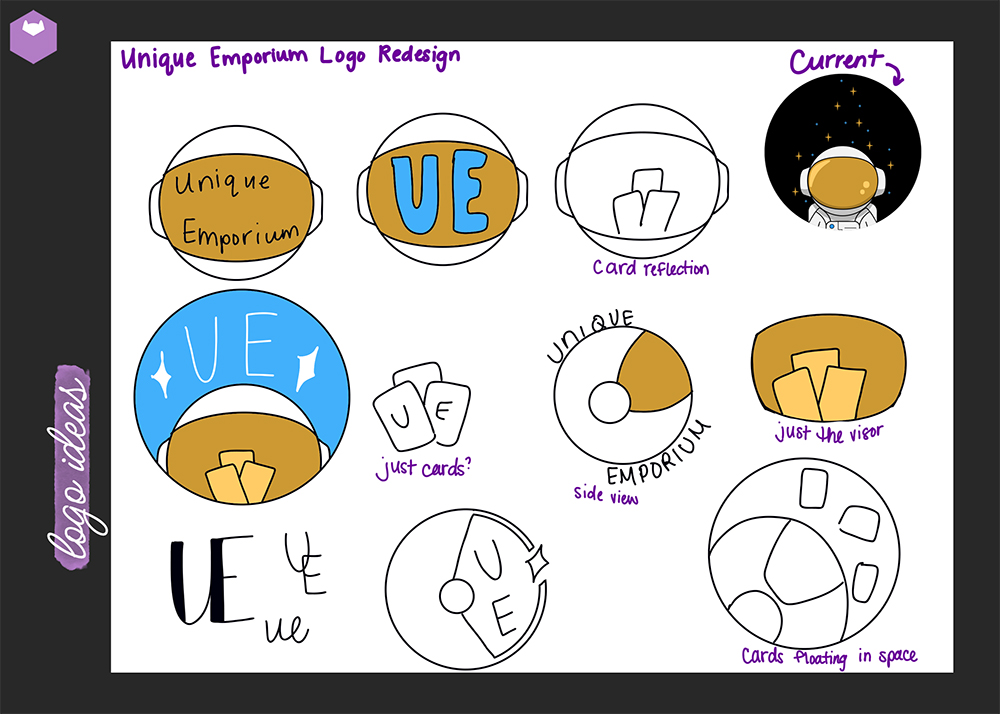 Unique Emporium Logo Redesign
Current
Unique
Emporium
UE
Card reflection
UE
U E
just cards?
UNIQUE
EMPORIUM
side view
just the visor
logo ideas
UE
UE
ue
U
E
Cards floating in space